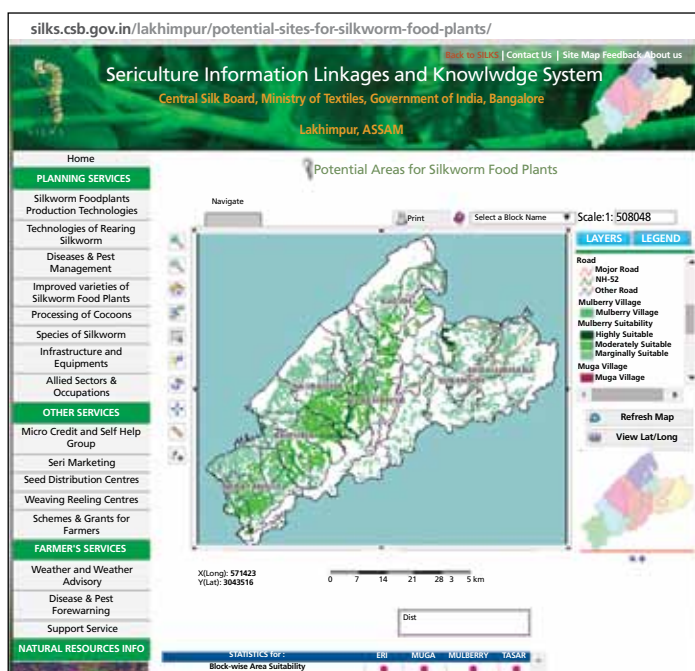 silks.csb.gov.in/lakhimpur/potential-sites-for-silkworm-food-plants/
Back to SILKS | Contact Us | Site Map Feedback About us
Sericulture Information Linkages and Knowlwdge System
Central Silk Board, Ministry of Textiles, Government of India, Bangalore
SILKS
Lakhimpur, ASSAM
Home
PLANNING SERVICES
Silkworm Foodplants
Production Technologies
Technologies of Rearing
Silkworm
Diseases & Pest
Management
Improved varieties of
Silkworm Food Plants
Processing of Cocoons
Species of Silkworm
Infrastructure and
Equipments
Allied Sectors &
Occupations
OTHER SERVICES
Micro Credit and Self Help
Group
Seri Marketing
Seed Distribution Centres
Weaving Reeling Centres
Schemes & Grants for
Farmers
FARMER'S SERVICES
Weather and Weather
Advisory
Disease & Pest
Forewarning
Support Service
NATURAL RESOURCES INFO
Potential Areas for Silkworm Food Plants
Navigate
Print
Select a Block Name
Scale:1: 508048
LAYERS
LEGEND
Road
Mojor Road
NH-52
Other Road
Mulberry Village
Mulberry Village
Mulberry Suitability
Highly Suitable
Moderately Suitable
Marginally Suitable
Muga Village
Muga Village
Refresh Map
View Lat/Long
X(Long): 571423
Y(Lat): 3043516
0 7 14 21 28 3 5 km
Dist
STATISTICS for : ERI MUGA MULBERRY TASAR
Block-wise Area Suitability